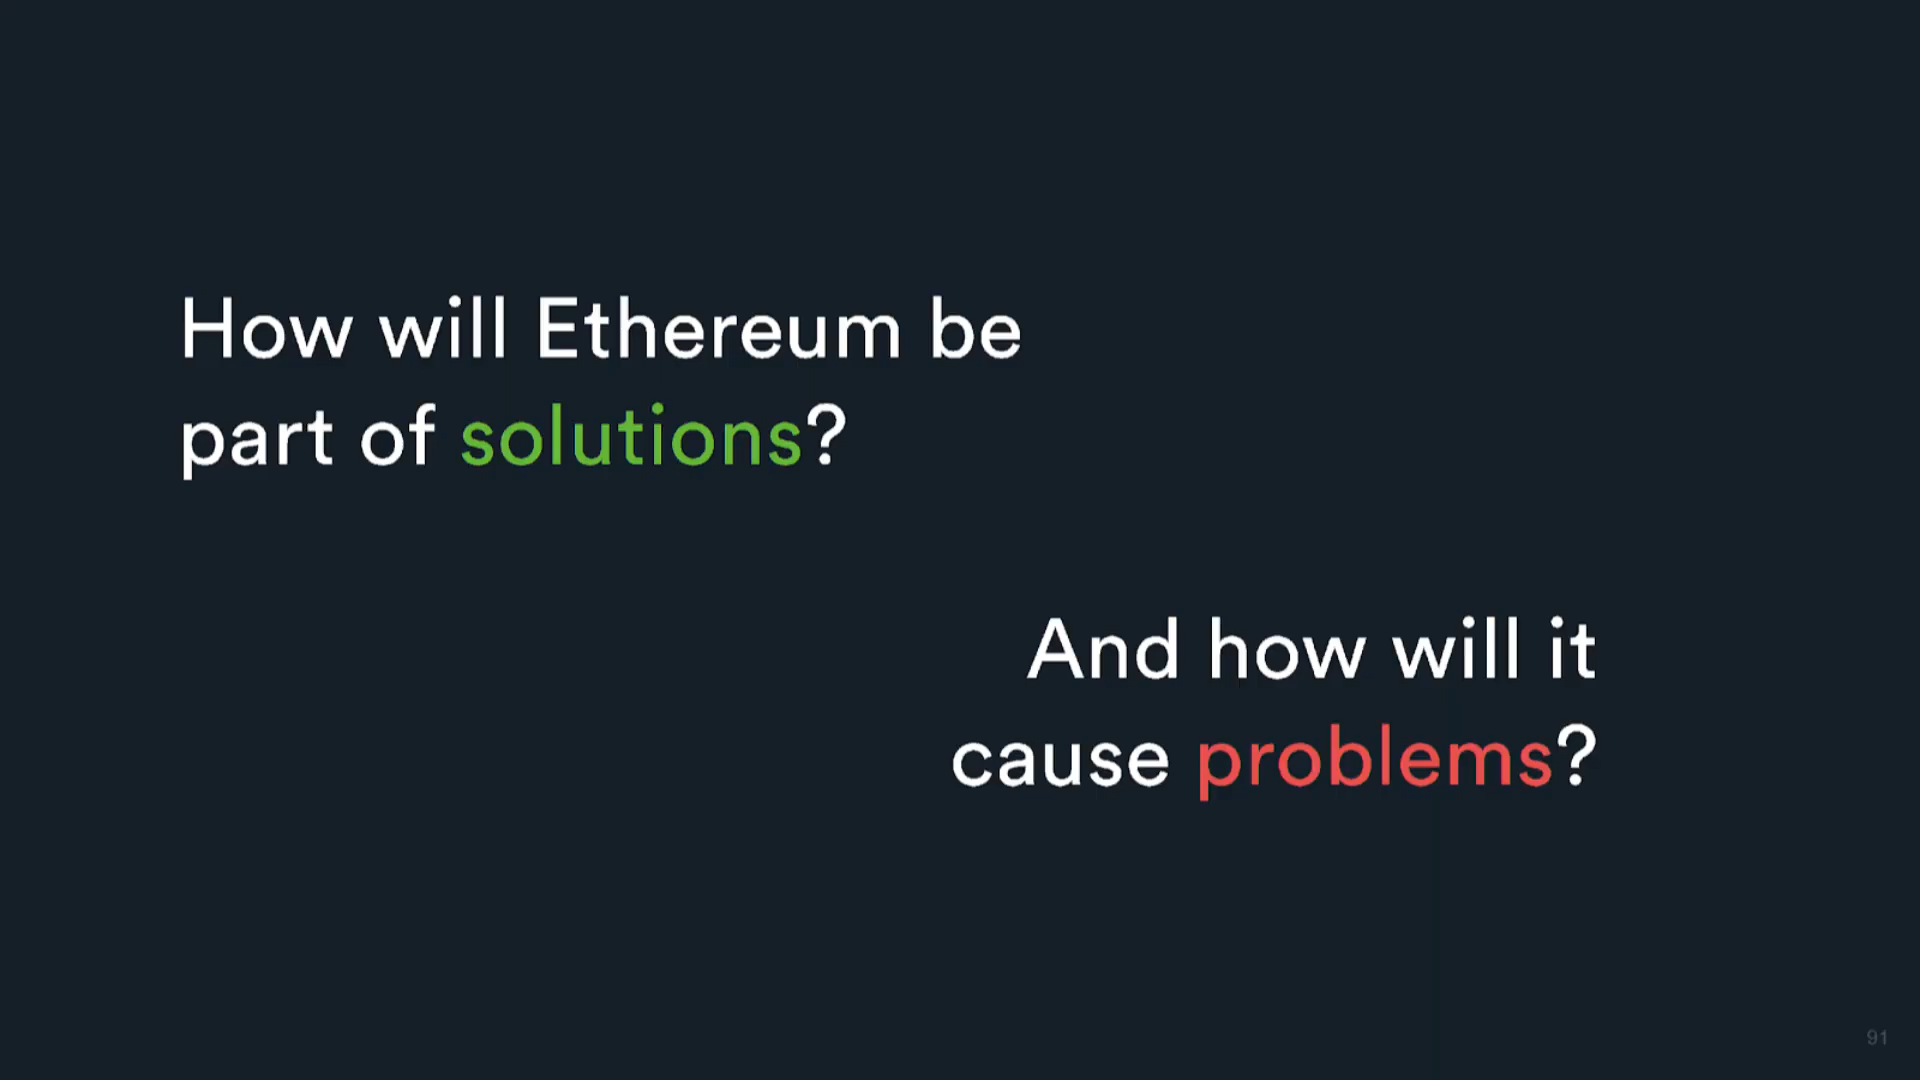 How will Ethereum be
part of solutions?
And how will it
cause problems?
91